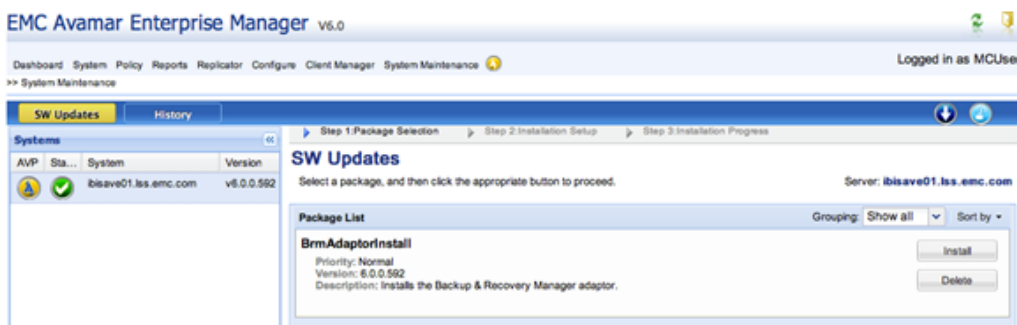 EMC Avamar Enterprise Manager v6.0
Dashboard System Policy Reports Replicator Configure Client Manager System Maintenance
Logged in as MCUse
>> System Maintenance
SW Updates History
Systems
AVP Sta... System Version
ibisave01.lss.emc.com v6.0.0.592
Step 1:Package Selection Step 2:Installation Setup Step 3:Installation Progress
SW Updates
Select a package, and then click the appropriate button to proceed. Server: ibisave01.lss.emc.com
Package List Grouping: Show all Sort by
BrmAdaptorInstall
Install
Priority: Normal
Version: 6.0.0.592
Description: Installs the Backup & Recovery Manager adaptor.
Delete